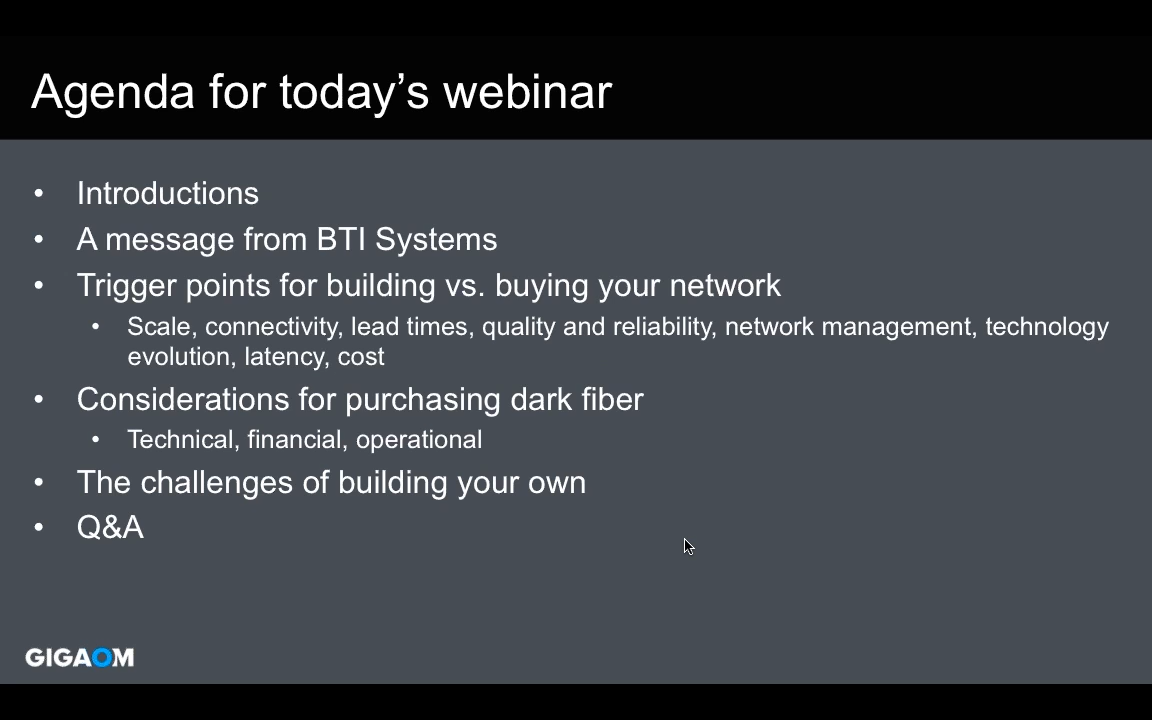 Agenda for today’s webinar
• Introductions
• A message from BTI Systems
• Trigger points for building vs. buying your network
• Scale, connectivity, lead times, quality and reliability, network management, technology
evolution, latency, cost
• Considerations for purchasing dark fiber
• Technical, financial, operational
• The challenges of building your own
• Q&A
GIGAOM